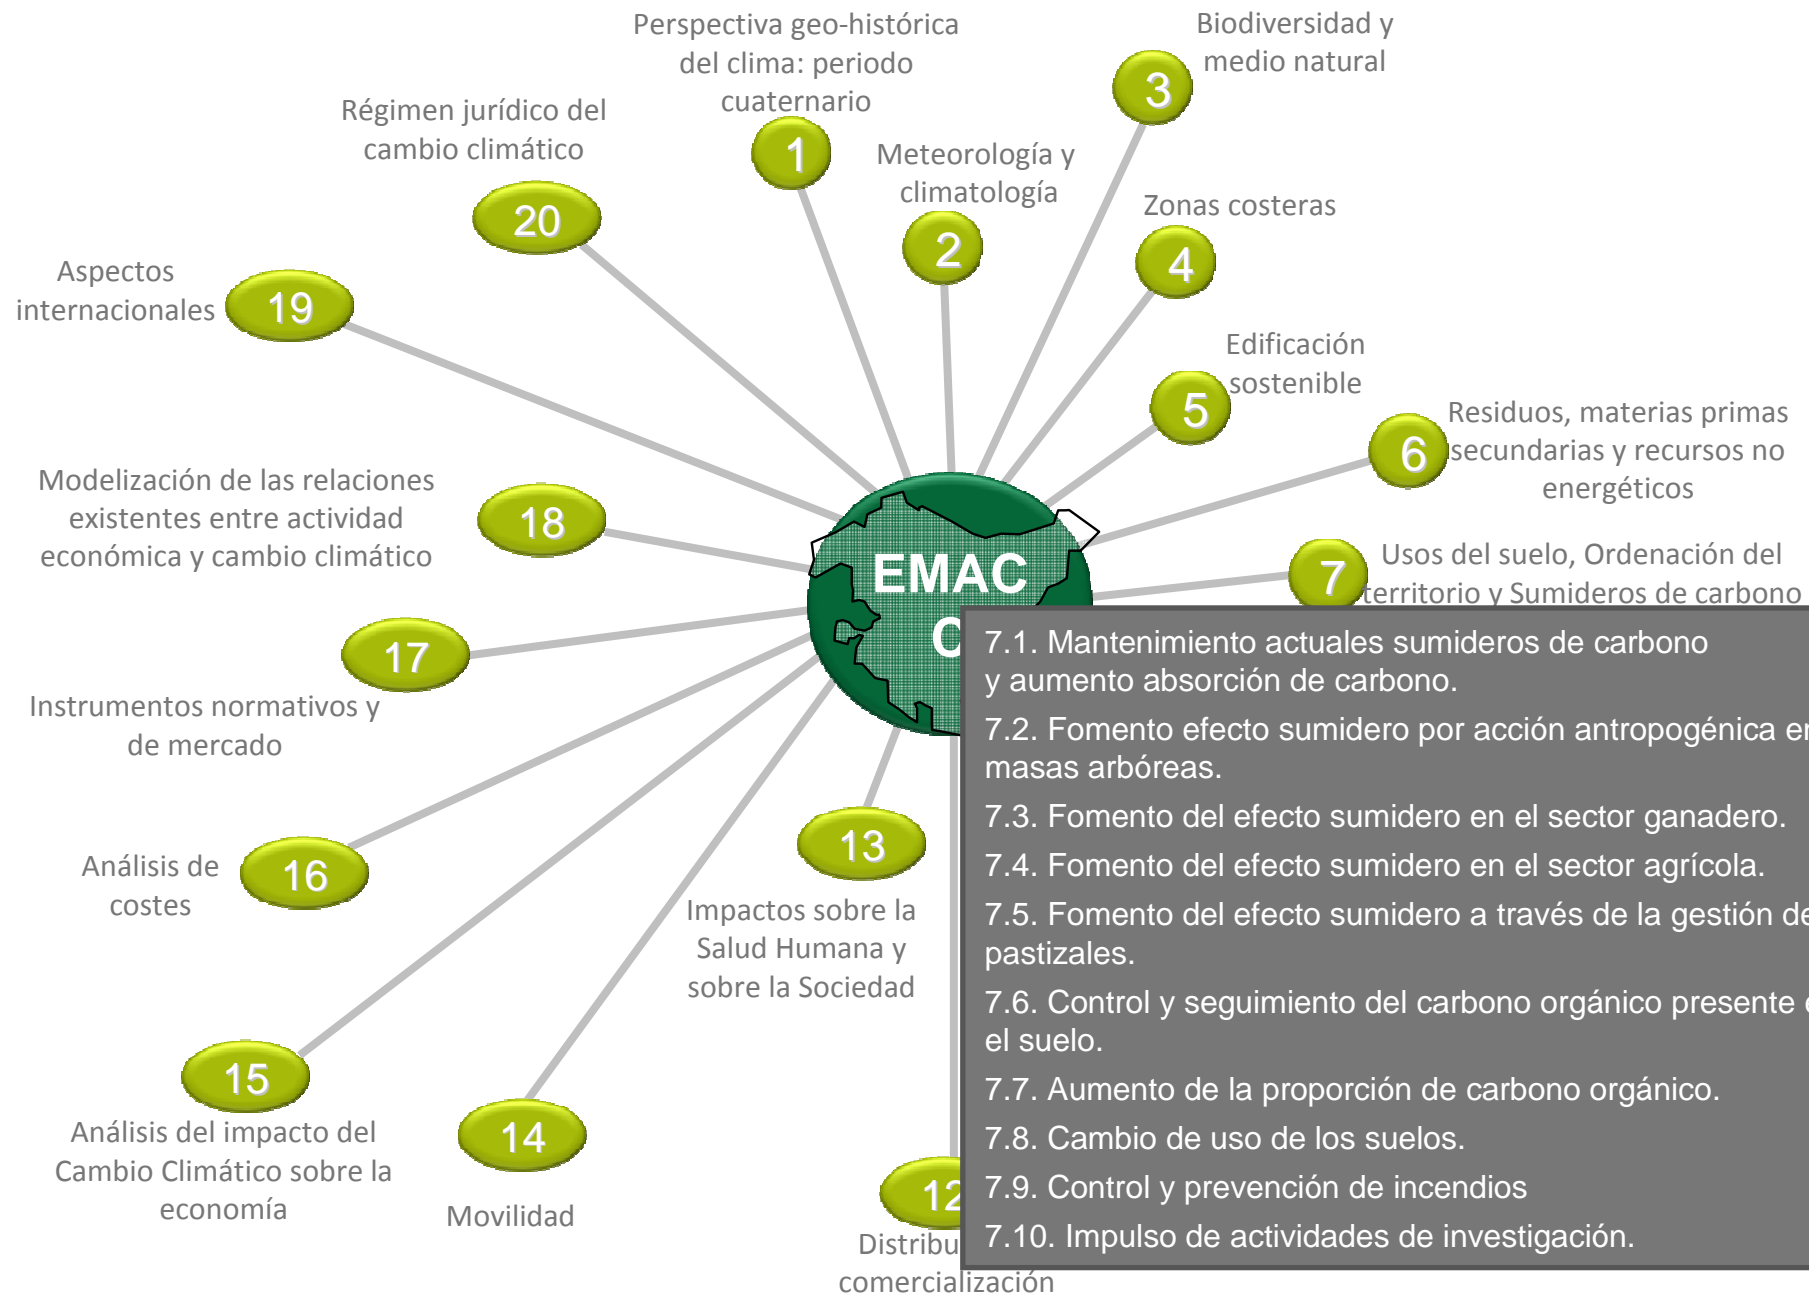 Perspectiva geo-histórica
del clima: periodo
cuaternario
1
Meteorología y
climatología
2
Biodiversidad y
medio natural
3
Zonas costeras
4
Edificación
sostenible
5
Residuos, materias primas
secundarias y recursos no
energéticos
6
Usos del suelo, Ordenación del
territorio y Sumideros de carbono
7
7.1. Mantenimiento actuales sumideros de carbono
y aumento absorción de carbono.
7.2. Fomento efecto sumidero por acción antropogénica en
masas arbóreas.
7.3. Fomento del efecto sumidero en el sector ganadero.
7.4. Fomento del efecto sumidero en el sector agrícola.
7.5. Fomento del efecto sumidero a través de la gestión de
pastizales.
7.6. Control y seguimiento del carbono orgánico presente
el suelo.
7.7. Aumento de la proporción de carbono orgánico.
7.8. Cambio de uso de los suelos.
7.9. Control y prevención de incendios
7.10. Impulso de actividades de investigación.
EMAC
12
comercialización
13
Impactos sobre la
Salud Humana y
sobre la Sociedad
14
Movilidad
15
Análisis del impacto del
Cambio Climático sobre la
economía
16
Análisis de
costes
17
Instrumentos normativos y
de mercado
18
Modelización de las relaciones
existentes entre actividad
económica y cambio climático
19
Aspectos
internacionales
20
Régimen jurídico del
cambio climático